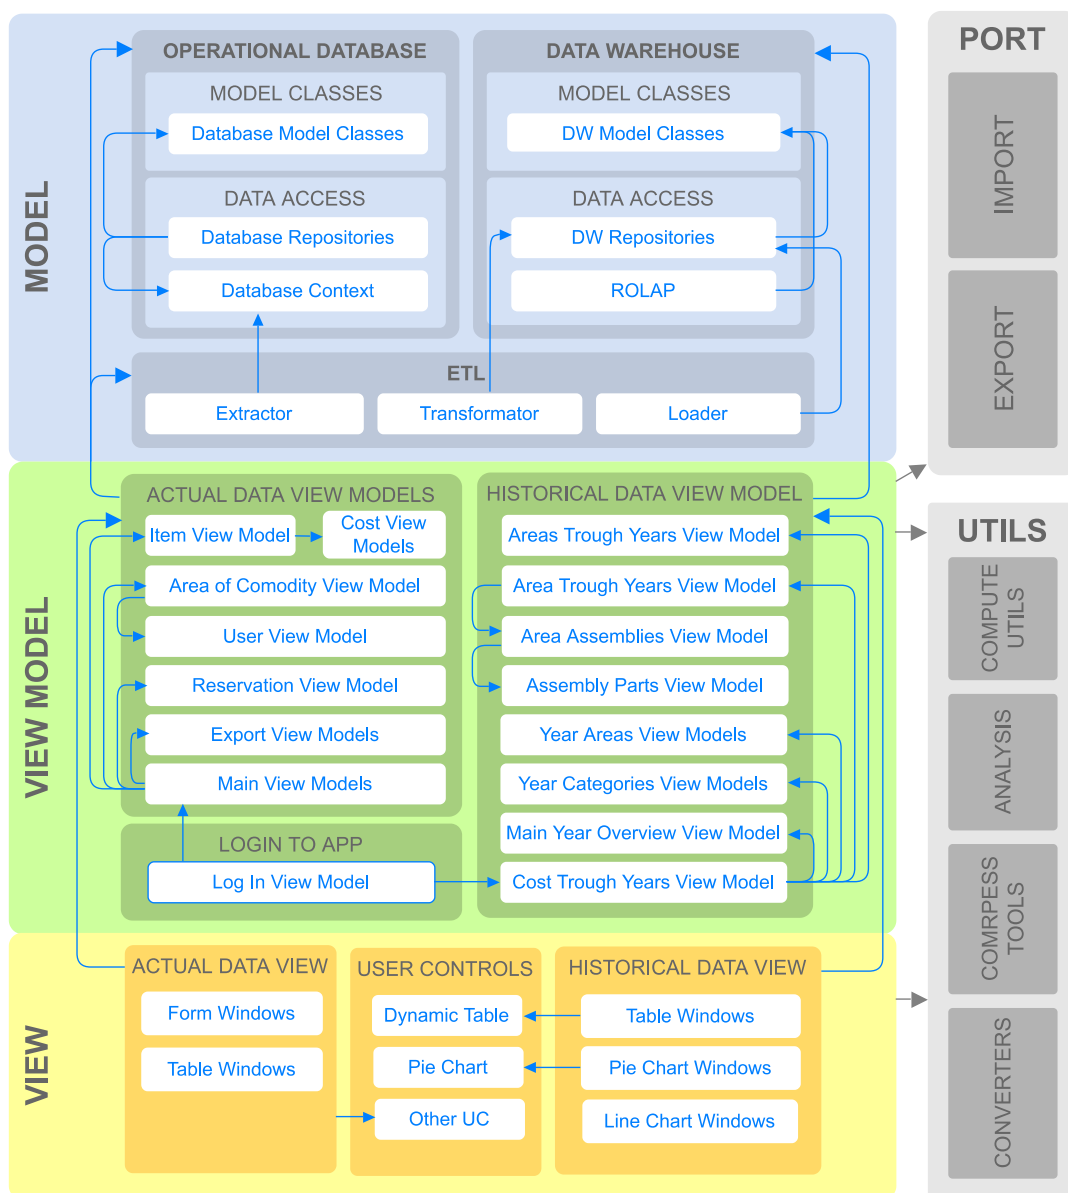 MODEL
OPERATIONAL DATABASE
MODEL CLASSES
Database Model Classes
DATA ACCESS
Database Repositories
Database Context
DATA WAREHOUSE
MODEL CLASSES
DW Model Classes
DATA ACCESS
DW Repositories
ROLAP
ETL
Extractor
Transformator
Loader
VIEW MODEL
ACTUAL DATA VIEW MODELS
Item View Model
Cost View
Models
Area of Comodity View Model
User View Model
Reservation View Model
Export View Models
Main View Models
LOGIN TO APP
Log In View Model
HISTORICAL DATA VIEW MODEL
Areas Trough Years View Model
Area Trough Years View Model
Area Assemblies View Model
Assembly Parts View Model
Year Areas View Models
Year Categories View Models
Main Year Overview View Model
Cost Trough Years View Model
VIEW
ACTUAL DATA VIEW
Form Windows
Table Windows
USER CONTROLS
Dynamic Table
Pie Chart
Other UC
HISTORICAL DATA VIEW
Table Windows
Pie Chart Windows
Line Chart Windows
PORT
IMPORT
EXPORT
UTILS
COMPUTE
UTILS
ANALYSIS
COMRPESS
TOOLS
CONVERTERS